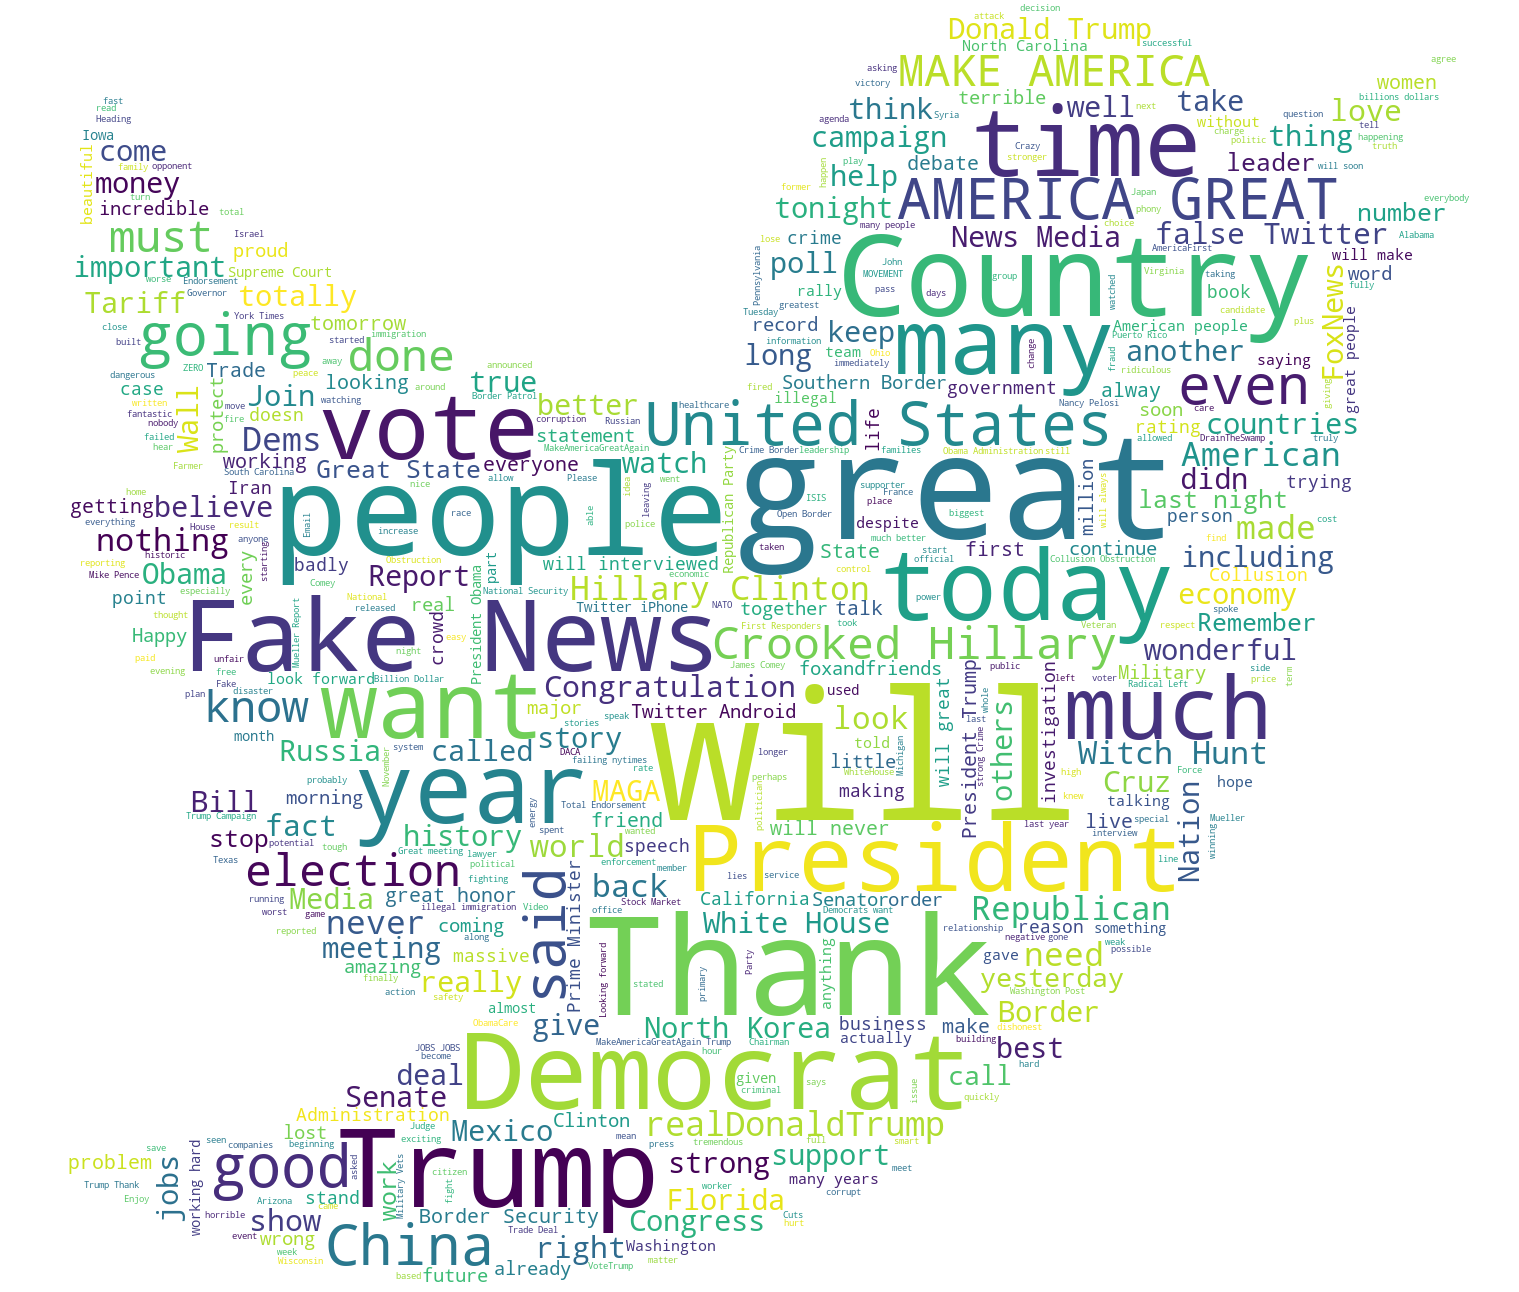 decision
attack
Donald Trump
North Carolina
successful
asking
MAKE AMERICA
agree
victory
women
billions dollars
fast
read
Heading
think
terrible
well
take
next
love
question
tell
agenda
Syria
without
charge
thing
happening
Iowa
campaign
time
politic
truth
come
opponent
family
play
Crazy
debate
stronger
leader
will soon
beautiful
money
turn
happen
help
former
AMERICA GREAT
Japan
everybody
incredible
total
tonight
phony
number
must
Israel
lose
many people
choice
Alabama
proud
crime
News Media
false Twitter
AmericaFirst
important
Supreme Court
poll
John
Country
will make
word
worse
Endorsement
Pennsylvania
MOVEMENT
group
Virginia
taking
fully
Tariff
Governor
totally
rally
pass
days
watched
book
FoxNews
York Times
greatest
Tuesday
candidate
close
going
tomorrow
record
information
keep
many
American people
plus
built
started
immigration
Puerto Rico
great people
done
announced
long
team
Ohio
immediately
another
saying
ZERO
Trade
away
peace
true
Border Patrol
change
fraud
ridiculous
dangerous
looking
around
Southern Border
fired
government
Nancy Pelosi
even
giving
case
Join
watching
better
illegal
alway
care
written
move
vote
corruption
Russian
healthcare
United States
life
soon
allowed
countries
fantastic
doesn
fire
nobody
protect
rating
DrainTheSwamp
truly
Wall
failed
Dems
statement
MakeAmericaGreatAgain
Crime Border
leadership
families
Obama Administration
still
American
hear
working
Great State
everyone
watch
great
Farmer
South Carolina
nice
allow
Please
idea
went
Republican Party
supporter
France
million
will always
didn
trying
Iran
people
leaving
ISIS
place
last night
home
getting
believe
race
able
police
Open Border
biggest
person
cost
everything
Email
despite
made
House
result
increase
much better
start
official
continue
find
nothing
anyone
taken
State
first
including
historic
starting
Obstruction
part
will interviewed
Collusion Obstruction
reporting
Mike Pence
every
badly
Comey
economic
control
today
Collusion
Obama
especially
Report
National Security
Hillary Clinton
power
economy
point
National
released
real
Twitter iPhone
NATO
together
talk
spoke
thought
Fake News
crowd
took
First Responders
Veteran
respect
Remember
Happy
Mueller Report
night
easy
President Obama
Crooked Hillary
wonderful
paid
unfair
James Comey
foxandfriends
public
side
evening
free
look forward
Billion Dollar
Congratulation
President Trump
investigation
left
Military
price
term
Fake
want
used
will great
whole
voter
Radical Left
plan
know
disaster
major
Twitter Android
will
look
last
much
month
stories
speak
Russia
called
system
story
told
others
Witch Hunt
DACA
failing nytimes
longer
little
WhiteHouse
Michigan
strong Crime
probably
November
year
rate
perhaps
high
Cruz
Force
hope
Bill
morning
energy
Total Endorsement
MAGA
making
knew
talking
Trump Campaign
fact
friend
wanted
politician
will never
last year
live
special
Mueller
stop
potential
tough
history
spent
world
speech
President
interview
Nation
winning
Texas
Great meeting
lawyer
political
enforcement
line
election
fighting
member
lies
service
running
Media
great honor
said
back
California
Senatororder
Republican
worst
game
illegal immigration
Video
office
Stock Market
Democrats want
reported
never
coming
White House
relationship
reason
something
along
negative
gone
weak
meeting
massive
Prime Minister
Looking forward
Party
Thank
gave
need
possible
amazing
finally
really
primary
stated
anything
yesterday
action
safety
Washington Post
almost
ObamaCare
give
North Korea
business
make
Border
dishonest
actually
building
JOBS JOBS
become
MakeAmericaGreatAgain Trump
Chairman
best
hour
hard
deal
Democrat
given
says
call
criminal
issue
quickly
Senate
Administration
Clinton
realDonaldTrump
lost
Judge
Mexico
seen
companies
beginning
exciting
mean
press
tremendous
full
smart
save
problem
jobs
good
asked
Trump
strong
support
meet
Trump Thank
working hard
citizen
many years
Enjoy
Arizona
stand
work
Military Vets
fight
worker
corrupt
came
Florida
horrible
show
Border Security
Congress
Cuts
hurt
event
wrong
China
Trade Deal
right
Washington
week
Wisconsin
already
matter
based
future
VoteTrump